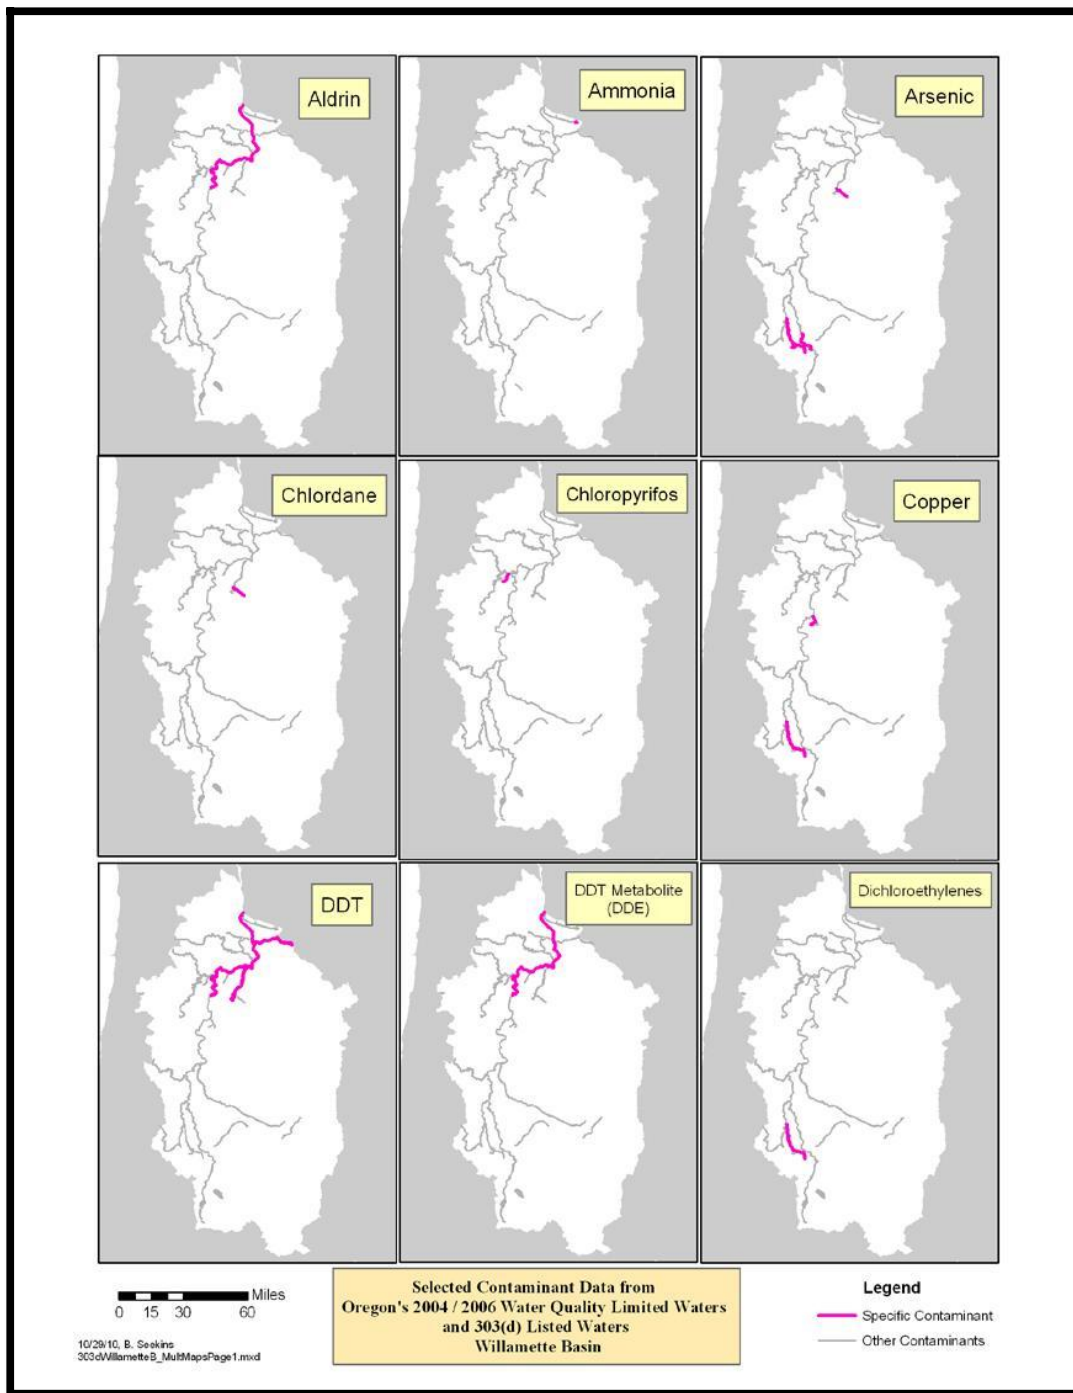 Aldrin
Ammonia
Arsenic
Chlordane
Chloropyrifos
Copper
DDT
DDT Metabolite
(DDE)
Dichloroethylenes
Miles
0 15 30 60
10/29/10, B. Seekins
303dWillametteB_MultMapsPage1.mxd
Selected Contaminant Data from
Oregon's 2004 / 2006 Water Quality Limited Waters
and 303(d) Listed Waters
Willamette Basin
Legend
Specific Contaminant
Other Contaminants